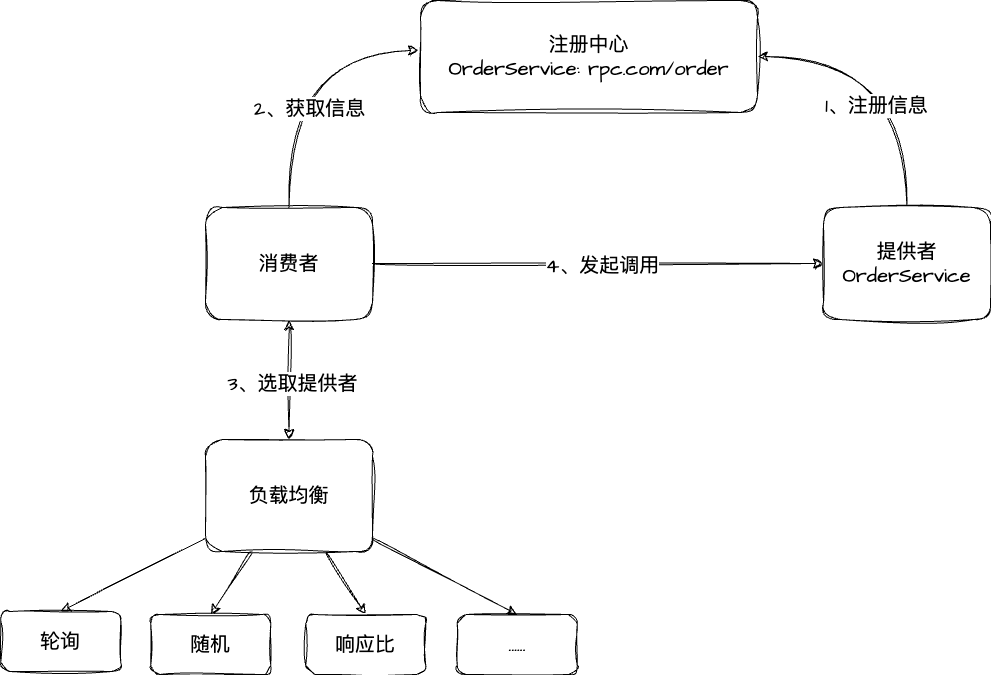 注册中心
OrderService: rpc.com/order
2、获取信息
1、注册信息
消费者
4、发起调用
提供者
OrderService
3、选取提供者
负载均衡
轮询
随机
响应比
......